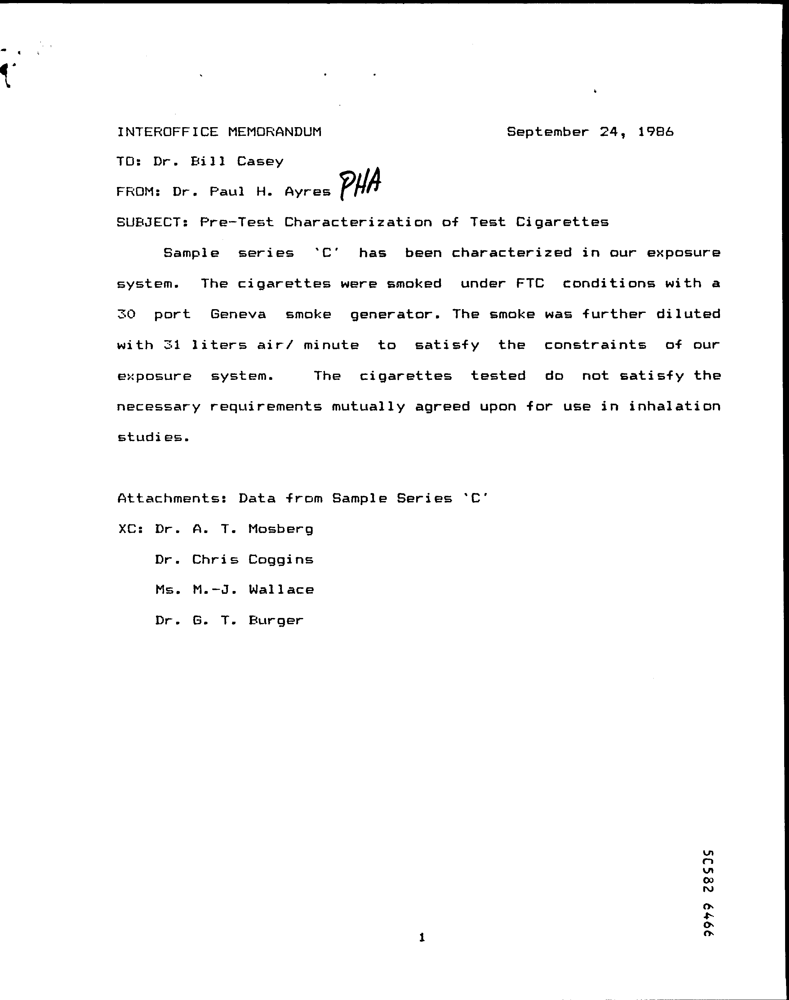 INTEROFFICE MEMORANDUM September 24, 1986
TO: Dr. Bill Casey
FROM: Dr. Paul H. Ayres PHA
SUBJECT: Pre-Test Characterization of Test Cigarettes
Sample series `C' has been characterized in our exposure
system. The cigarettes were smoked under FTC conditions with a
30 port Geneva smoke generator. The smoke was further diluted
with 31 liters air/ minute to satisfy the constraints of our
exposure system. The cigarettes tested do not satisfy the
necessary requirements mutually agreed upon for use in inhalation
studies.
Attachments: Data from Sample Series `C'
XC: Dr. A. T. Mosberg
Dr. Chris Coggins
Ms. M.-J. Wallace
Dr. G. T. Burger
1